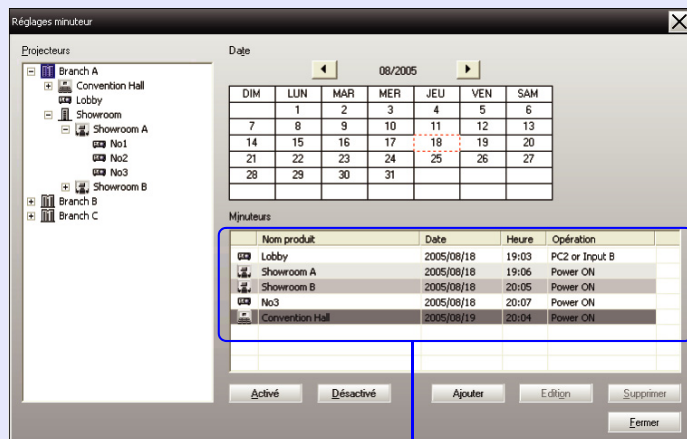 Réglages minuteur
Projecteurs
Branch A
Convention Hall
Lobby
Showroom
Showroom A
No1
No2
No3
Showroom B
Branch B
Branch C
Date
08/2005
DIM LUN MAR MER JEU VEN SAM
1 2 3 4 5 6
7 8 9 10 11 12 13
14 15 16 17 18 19 20
21 22 23 24 25 26 27
28 29 30 31
Minuteurs
Nom produit Date Heure Opération
Lobby 2005/08/18 19:03 PC2 or Input B
Showroom A 2005/08/18 19:06 Power ON
Showroom B 2005/08/18 20:05 Power ON
No3 2005/08/18 20:07 Power ON
Convention Hall 2005/08/19 20:04 Power ON
Activé Désactivé Ajouter Edition Supprimer
Fermer